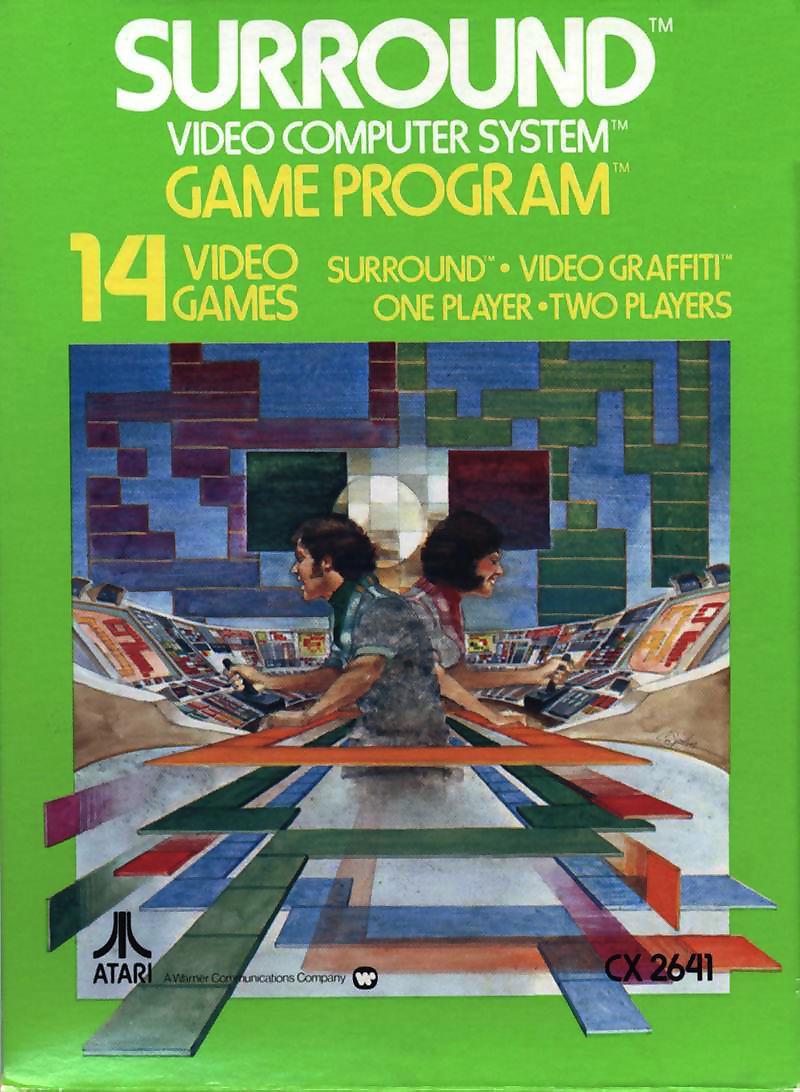 SURROUND™
VIDEO COMPUTER SYSTEM™
GAME PROGRAM™
14 VIDEO GAMES
SURROUND™ • VIDEO GRAFFITI™
ONE PLAYER • TWO PLAYERS
ATARI
A Warner Communications Company
CX 2641